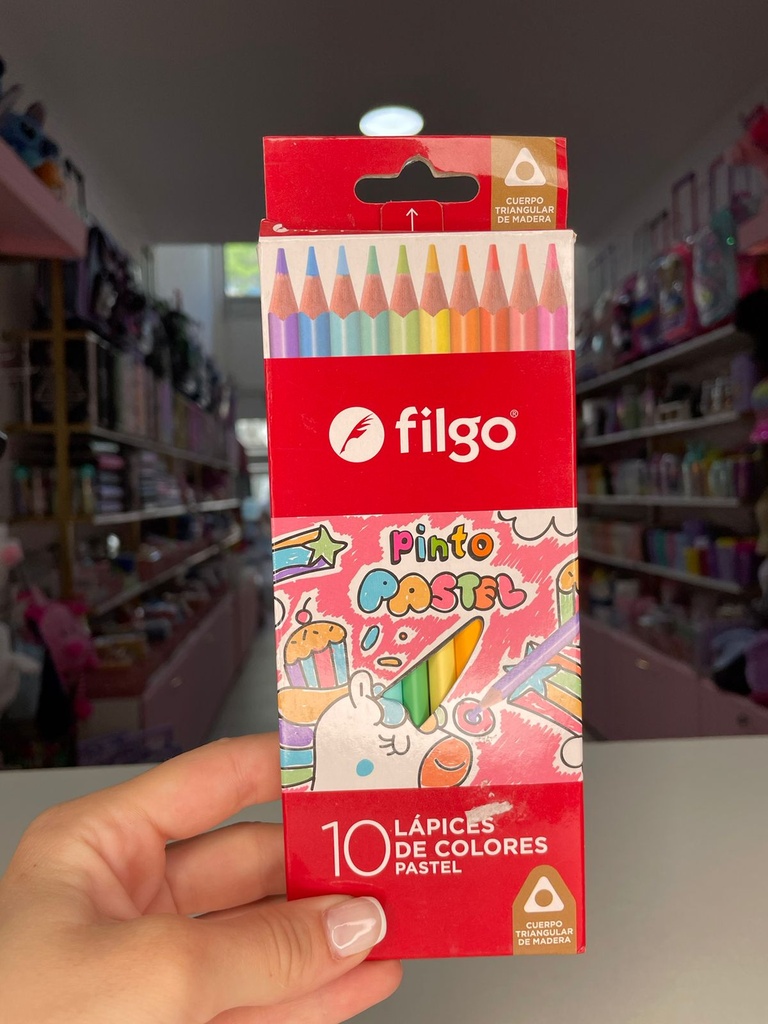 CUERPO
TRIANGULAR
DE MADERA
filgo®
pinto
PASTEL
10 LÁPICES
DE COLORES
PASTEL
CUERPO
TRIANGULAR
DE MADERA